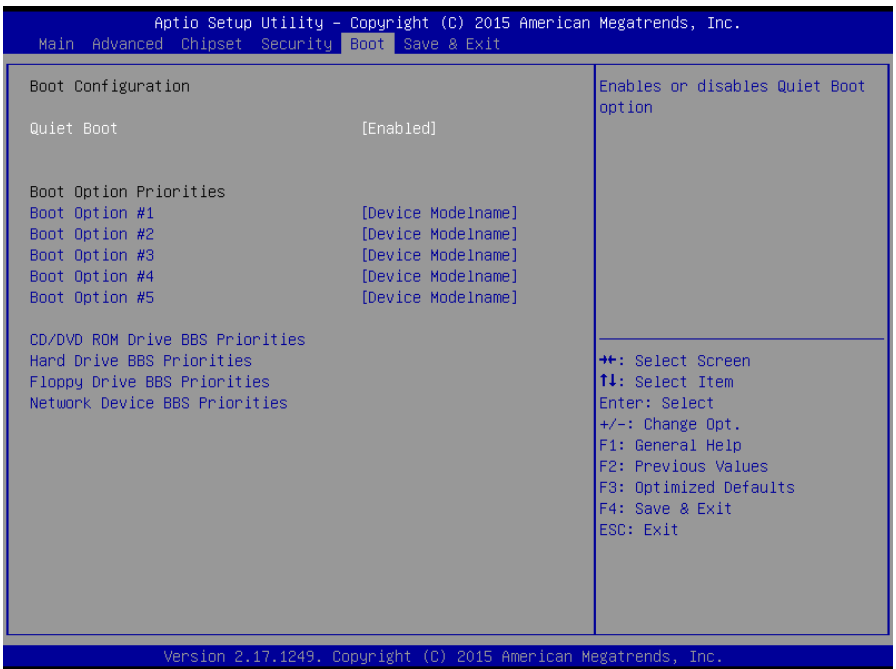 Aptio Setup Utility – Copyright (C) 2015 American Megatrends, Inc.
Main Advanced Chipset Security Boot Save & Exit
Boot Configuration
Quiet Boot [Enabled]
Boot Option Priorities
Boot Option #1 [Device Modelname]
Boot Option #2 [Device Modelname]
Boot Option #3 [Device Modelname]
Boot Option #4 [Device Modelname]
Boot Option #5 [Device Modelname]
CD/DVD ROM Drive BBS Priorities
Hard Drive BBS Priorities
Floppy Drive BBS Priorities
Network Device BBS Priorities
Enables or disables Quiet Boot
option
→←: Select Screen
↑↓: Select Item
Enter: Select
+/-: Change Opt.
F1: General Help
F2: Previous Values
F3: Optimized Defaults
F4: Save & Exit
ESC: Exit
Version 2.17.1249. Copyright (C) 2015 American Megatrends, Inc.